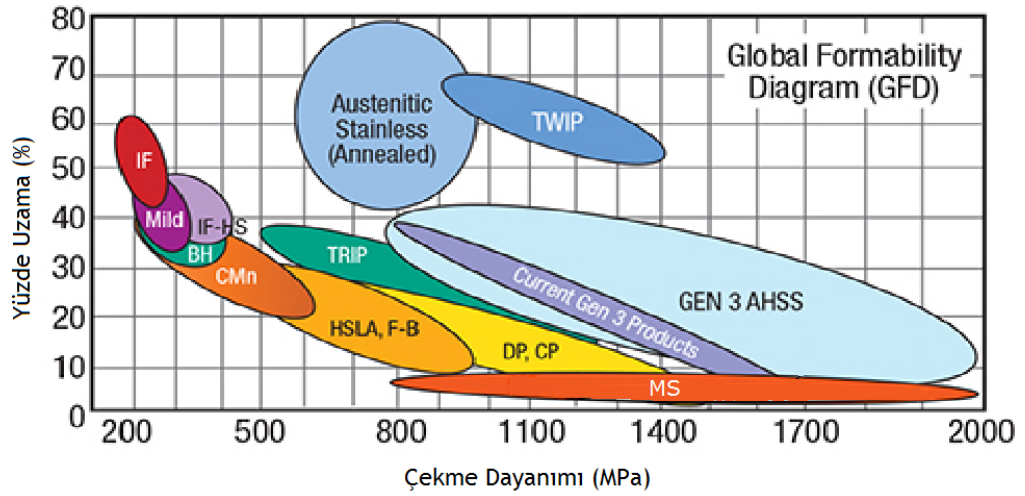 Global Formability
Diagram (GFD)
Yüzde Uzama (%)
80
70
60
50
40
30
20
10
0
Austenitic
Stainless
(Annealed)
TWIP
IF
Mild
IF-HS
BH
CMn
TRIP
HSLA, F-B
DP, CP
Current Gen 3 Products
GEN 3 AHSS
MS
200 500 800 1100 1400 1700 2000
Çekme Dayanımı (MPa)